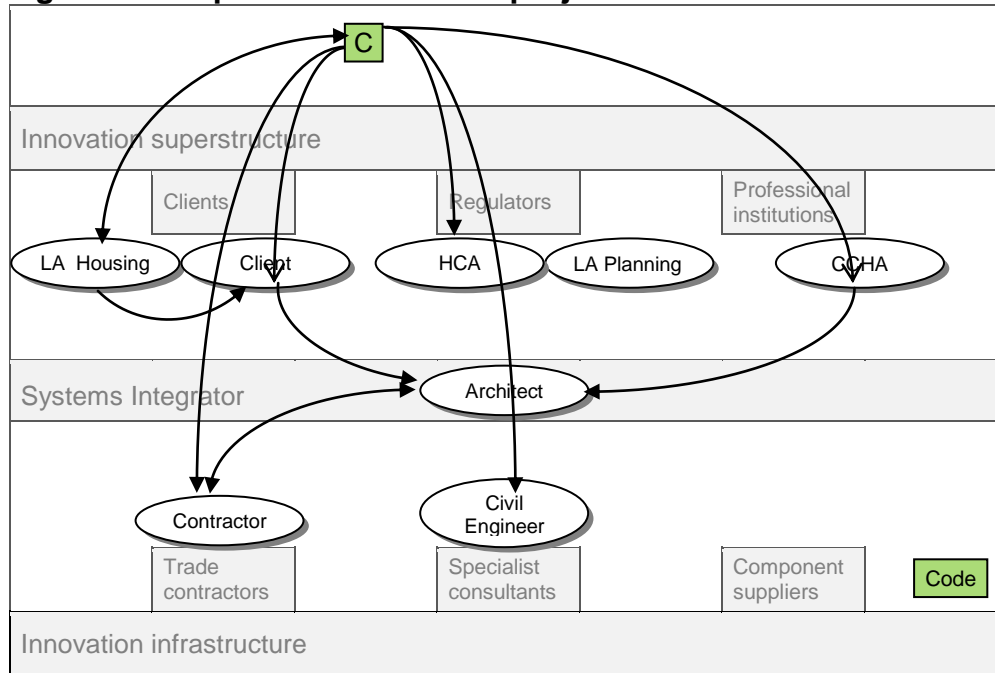 C
Innovation superstructure
Clients
Regulators
Professional
institutions
LA Housing
Client
HCA
LA Planning
CCHA
Systems Integrator
Architect
Contractor
Civil
Engineer
Trade
contractors
Specialist
consultants
Component
suppliers
Code
Innovation infrastructure